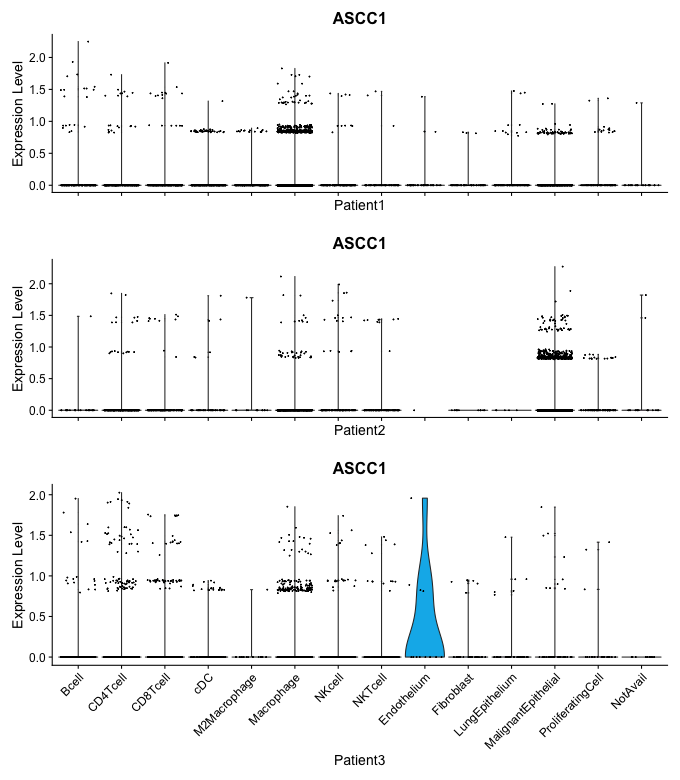 ASCC1
Expression Level
2.0
1.5
1.0
0.5
0.0
Patient1
ASCC1
Expression Level
2.0
1.5
1.0
0.5
0.0
Patient2
ASCC1
Expression Level
2.0
1.5
1.0
0.5
0.0
Bcell
CD4Tcell
CD8Tcell
cDC
M2Macrophage
Macrophage
NKcell
NKTcell
Endothelium
Fibroblast
LungEpithelium
MalignantEpithelial
ProliferatingCell
NotAvail
Patient3